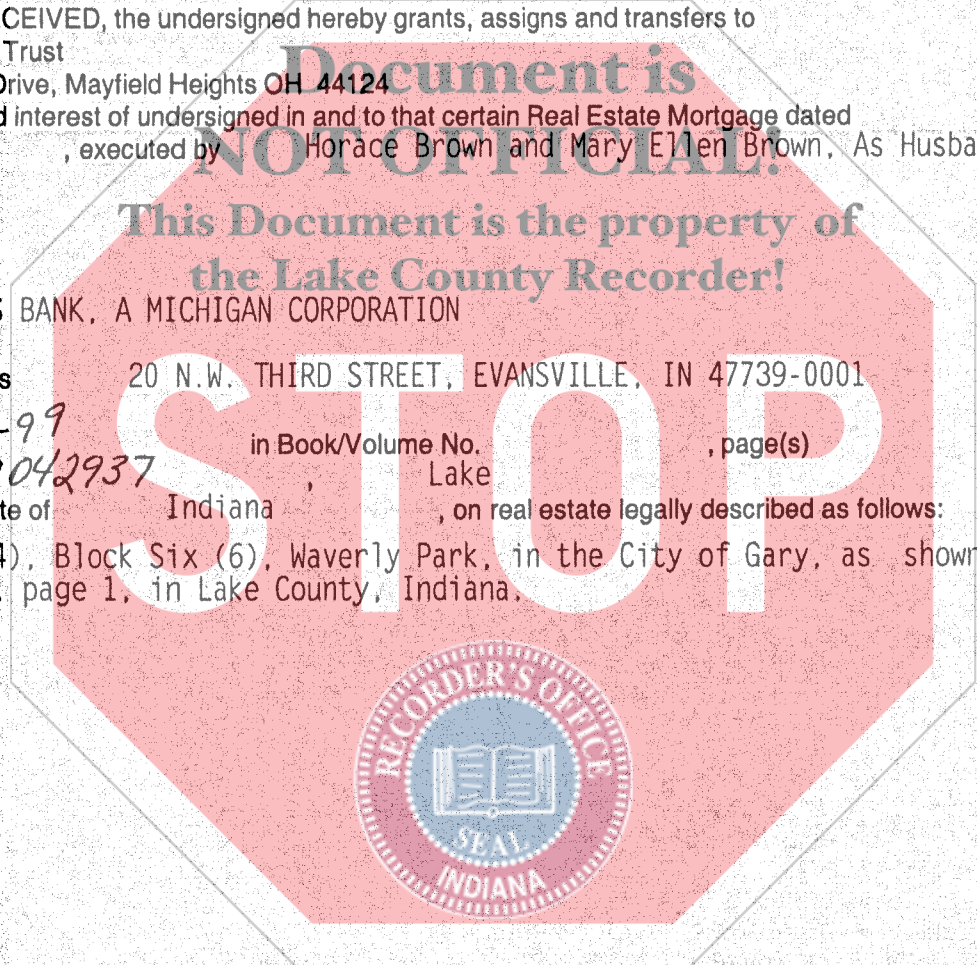 CEIVED, the undersigned hereby grants, assigns and transfers to
Trust
Drive, Mayfield Heights OH 44124
Document is
d interest of undersigned in and to that certain Real Estate Mortgage dated
, executed by Horace Brown and Mary Ellen Brown, As Husba
NOT OFFICIAL!
This Document is the property of
the Lake County Recorder!
BANK, A MICHIGAN CORPORATION
s 20 N.W. THIRD STREET, EVANSVILLE, IN 47739-0001
-99
in Book/Volume No. , page(s)
042937 , Lake
te of Indiana , on real estate legally described as follows:
4), Block Six (6), Waverly Park, in the City of Gary, as shown
page 1, in Lake County, Indiana.
STOP
RECORDER'S OFFICE
SEAL
INDIANA